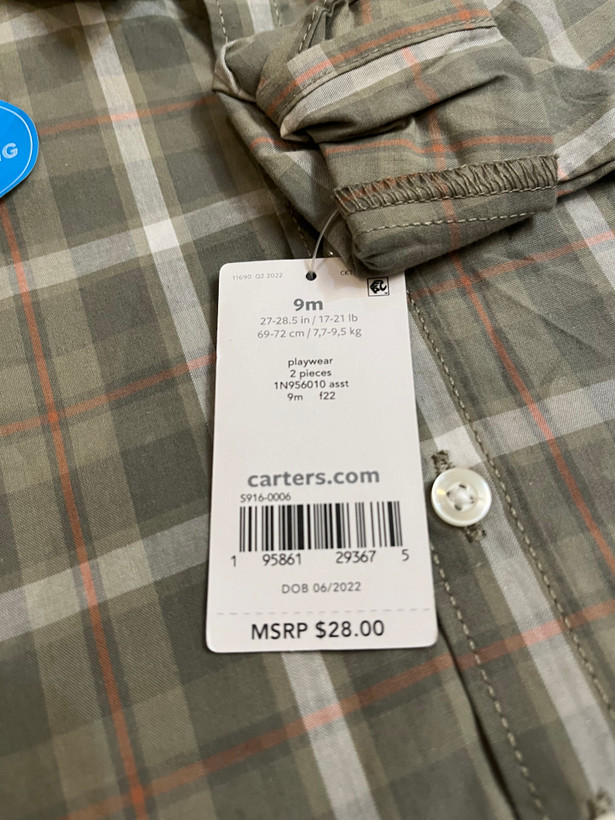 G
11690 Q2 2022
9m
27-28.5 in / 17-21 lb
69-72 cm / 7,7-9,5 kg
playwear
2 pieces
1N956010 asst
9m f22
carters.com
S916-0006
1 95861 29367 5
DOB 06/2022
MSRP $28.00